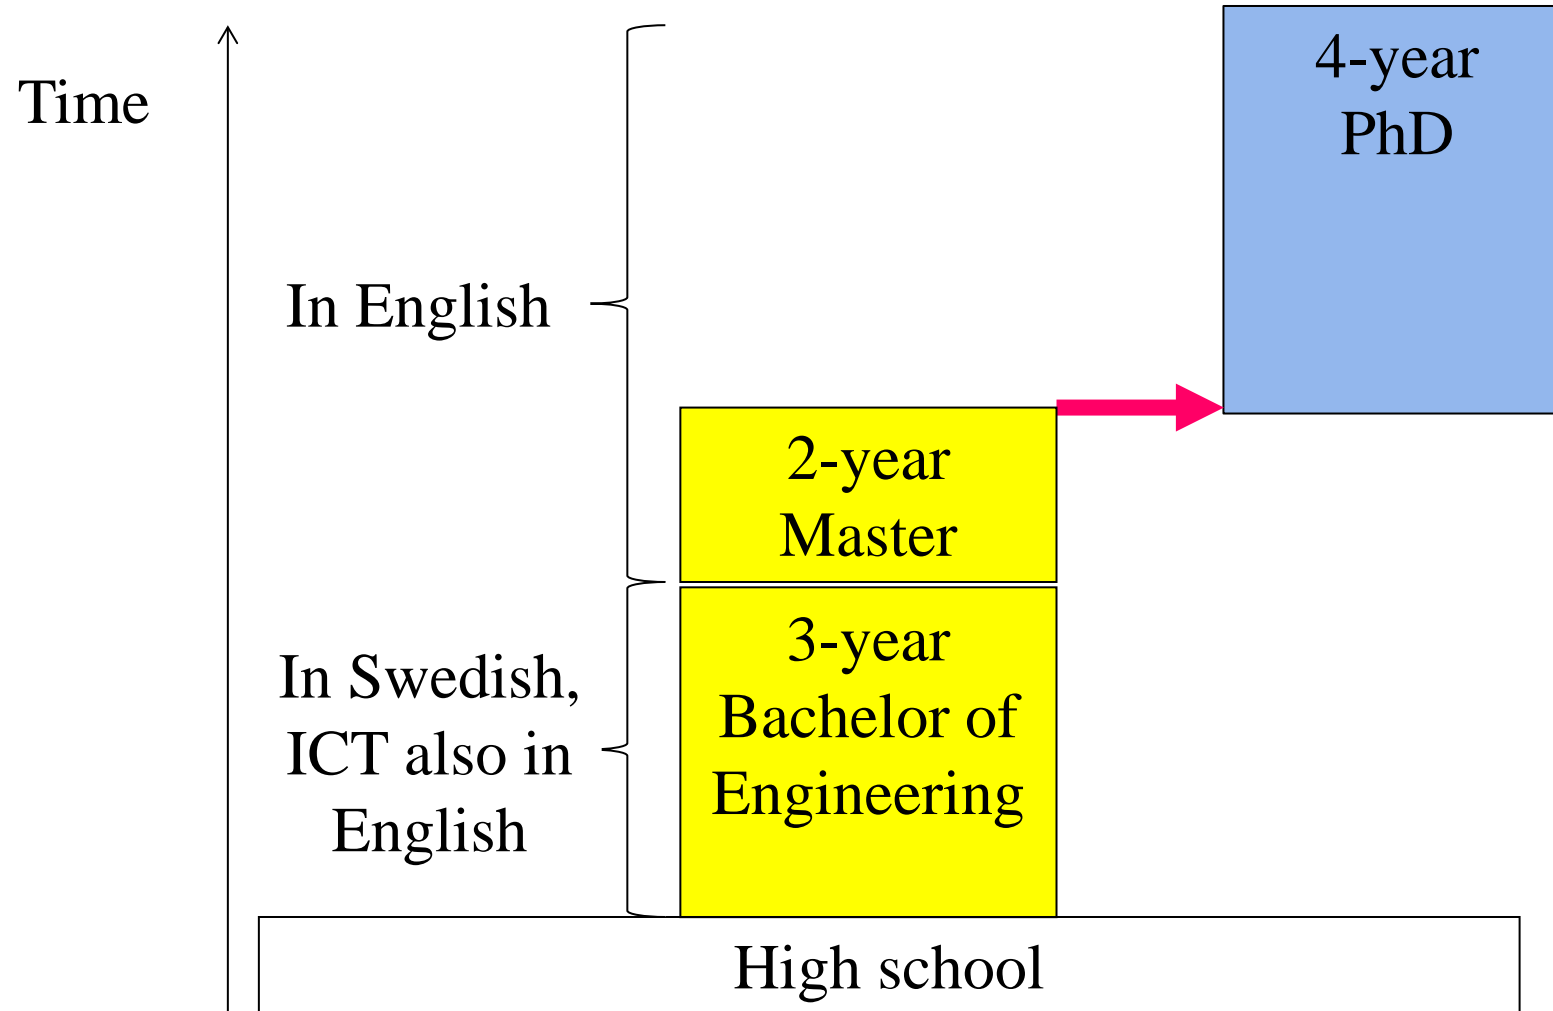 Time
4-year
PhD
In English
2-year
Master
In Swedish,
ICT also in
English
3-year
Bachelor of
Engineering
High school